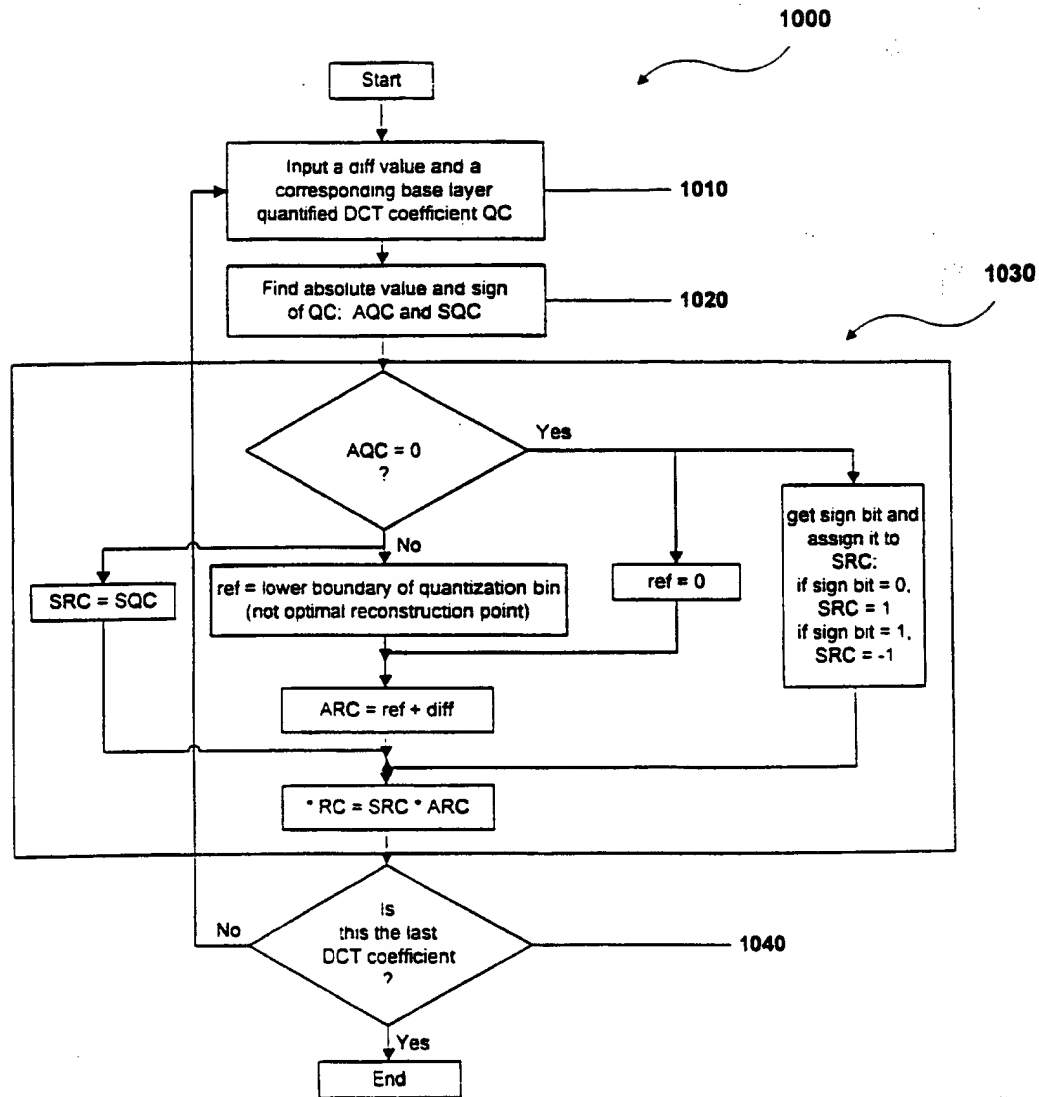 1000
Start
Input a diff value and a
corresponding base layer
quantified DCT coefficient QC
1010
Find absolute value and sign
of QC: AQC and SQC
1020
1030
AQC = 0
?
Yes
No
SRC = SQC
ref = lower boundary of quantization bin
(not optimal reconstruction point)
ref = 0
get sign bit and
assign it to
SRC:
if sign bit = 0,
SRC = 1
if sign bit = 1,
SRC = -1
ARC = ref + diff
* RC = SRC * ARC
Is
this the last
DCT coefficient
?
No
1040
Yes
End